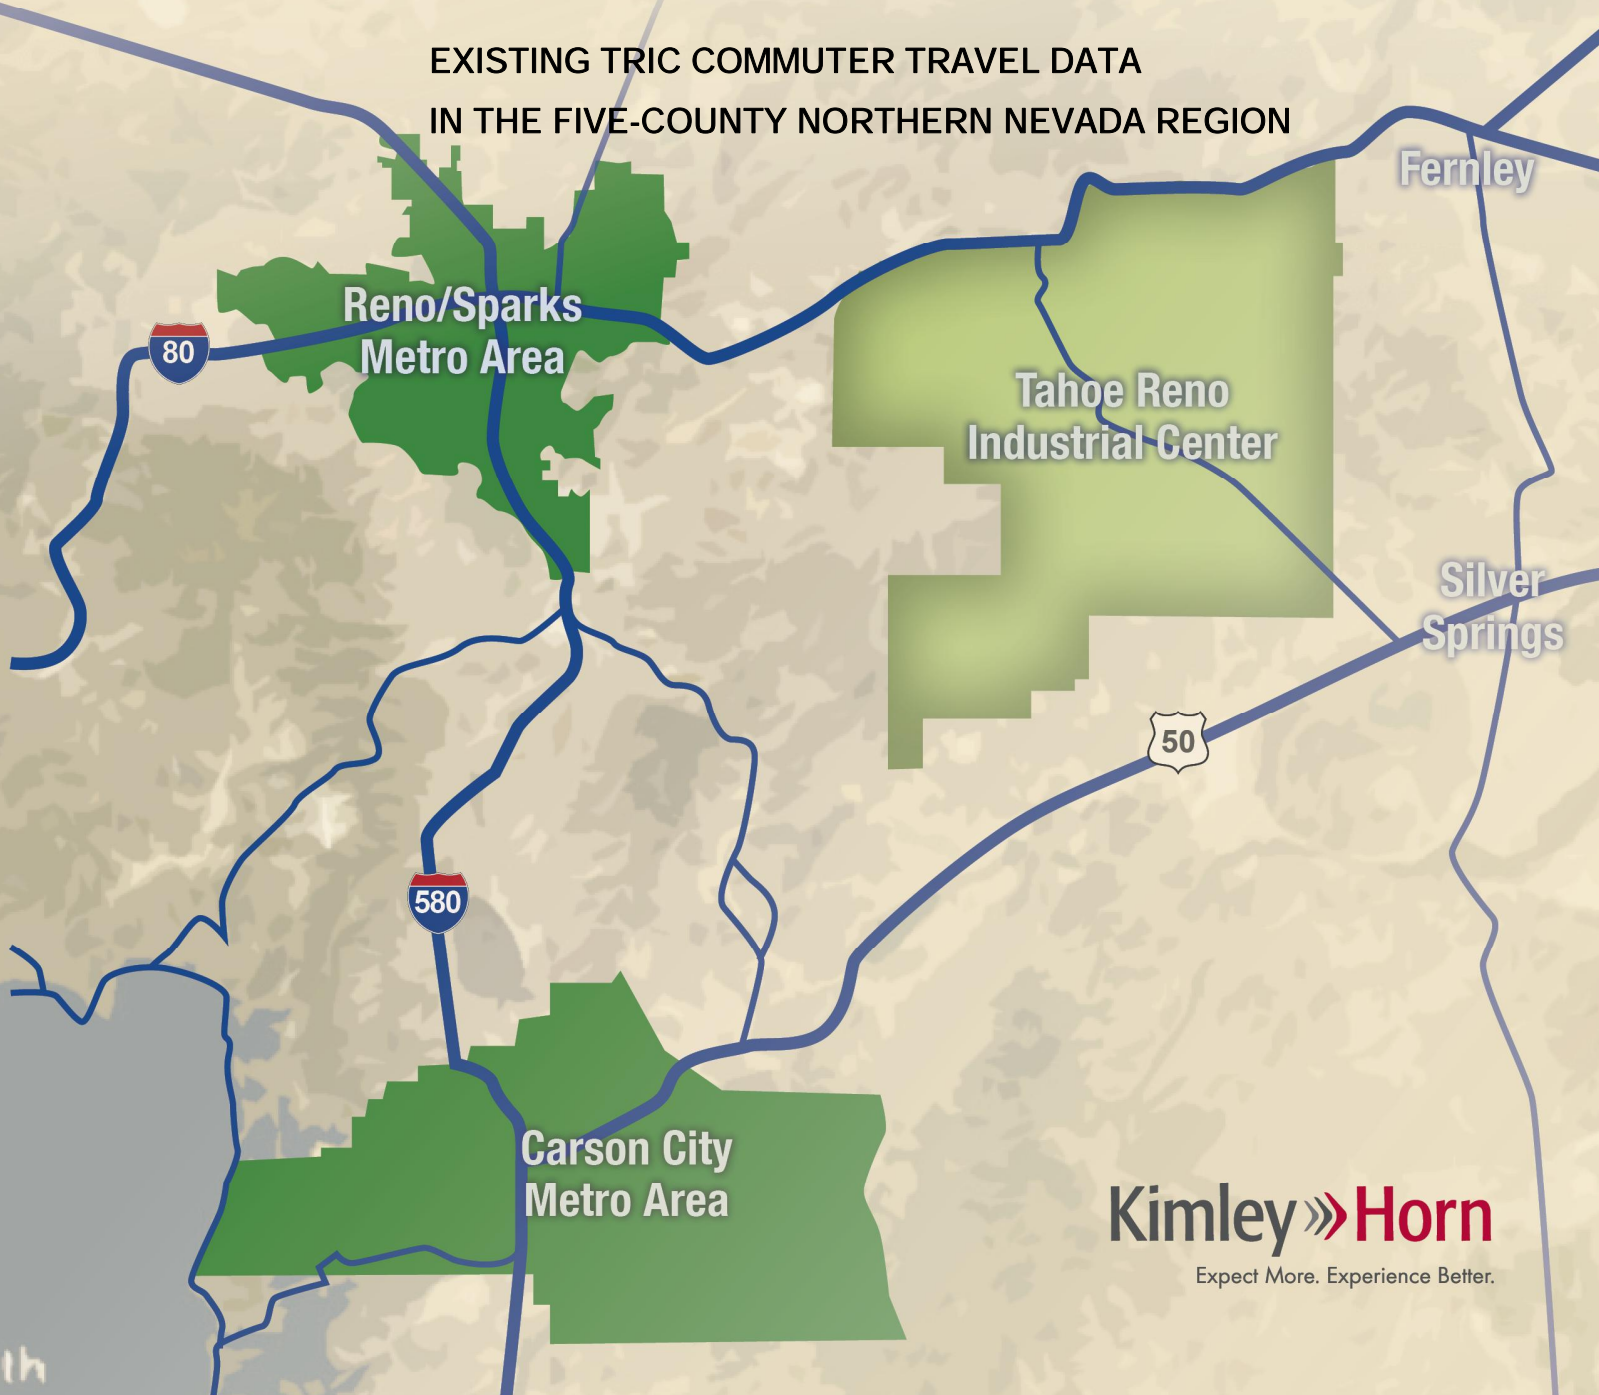 EXISTING TRIC COMMUTER TRAVEL DATA
IN THE FIVE-COUNTY NORTHERN NEVADA REGION
Fernley
Reno/Sparks
Metro Area
80
Tahoe Reno
Industrial Center
Silver
Springs
50
580
Carson City
Metro Area
Kimley Horn
Expect More. Experience Better.
th